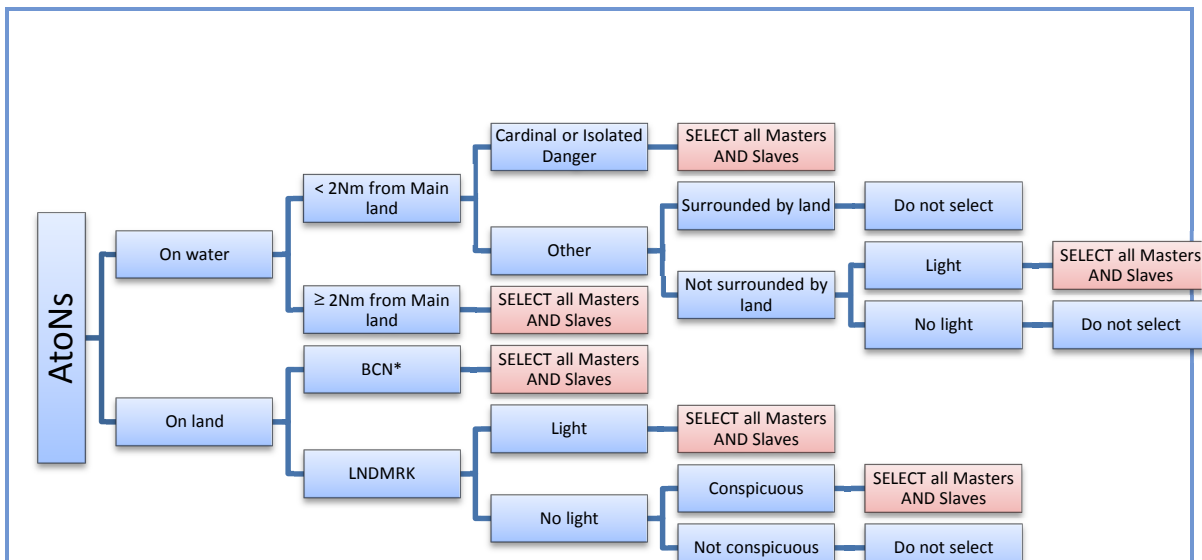 AtoNs
On water
< 2Nm from Main
land
Cardinal or Isolated
Danger
SELECT all Masters
AND Slaves
Other
Surrounded by land
Do not select
Not surrounded by
land
Light
SELECT all Masters
AND Slaves
No light
Do not select
≥ 2Nm from Main
land
SELECT all Masters
AND Slaves
On land
BCN*
SELECT all Masters
AND Slaves
LNDMRK
Light
SELECT all Masters
AND Slaves
No light
Conspicuous
SELECT all Masters
AND Slaves
Not conspicuous
Do not select